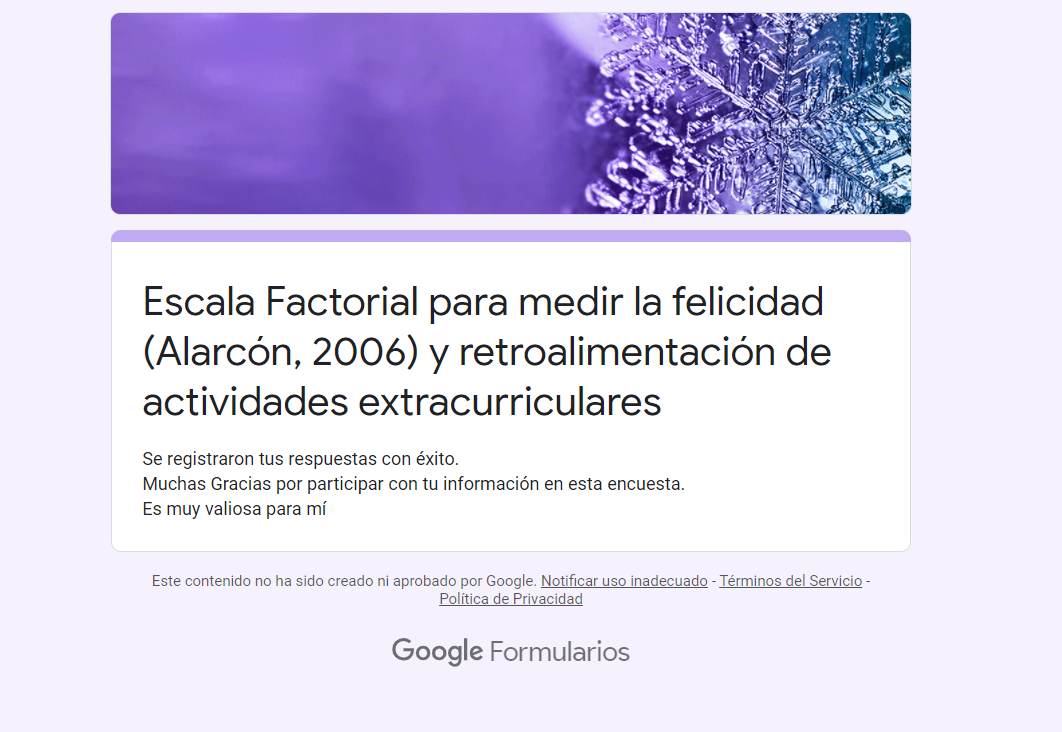 Escala Factorial para medir la felicidad
(Alarcón, 2006) y retroalimentación de
actividades extracurriculares
Se registraron tus respuestas con éxito.
Muchas Gracias por participar con tu información en esta encuesta.
Es muy valiosa para mí
Este contenido no ha sido creado ni aprobado por Google. Notificar uso inadecuado - Términos del Servicio -
Política de Privacidad
Google Formularios